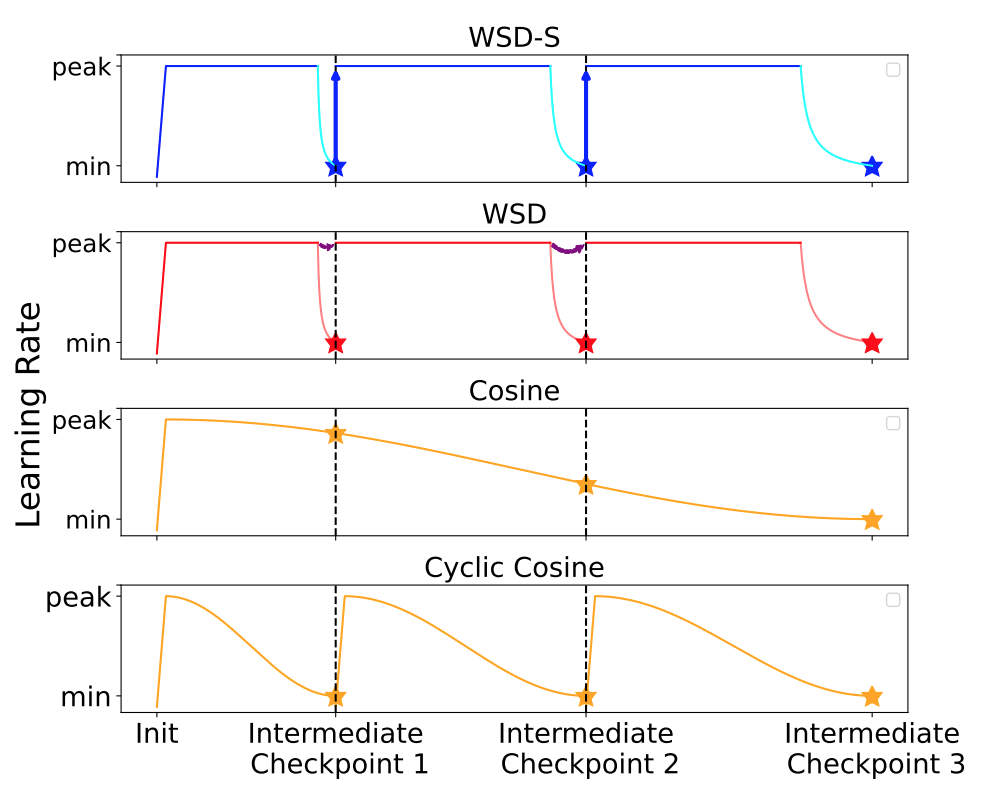 WSD-S
peak
min
WSD
peak
min
Learning Rate
Cosine
peak
min
Cyclic Cosine
peak
min
Init
Intermediate
Checkpoint 1
Intermediate
Checkpoint 2
Intermediate
Checkpoint 3